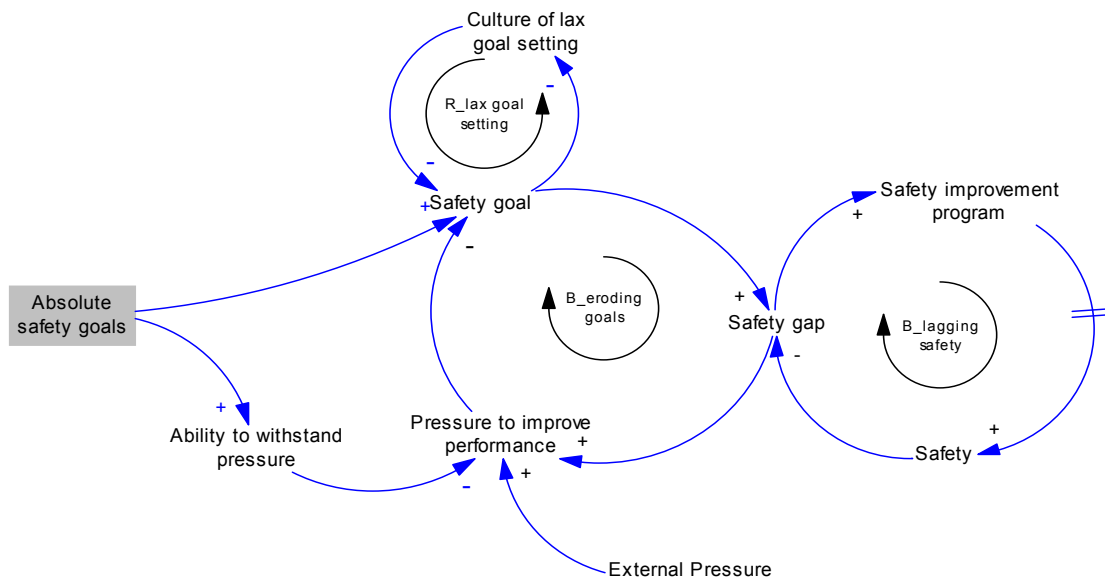 Culture of lax
goal setting
-
R_lax goal
setting
-
+
Safety goal
-
Safety improvement
program
+
Absolute
safety goals
B_eroding
goals
+
Safety gap
-
B_lagging
safety
+
Ability to withstand
pressure
Pressure to improve
performance
+
+
-
+
Safety
External Pressure